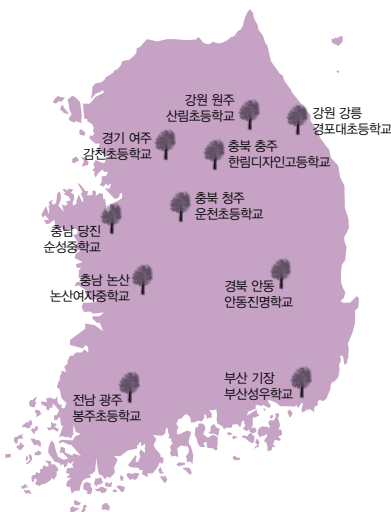 강원 원주
산림초등학교
강원 강릉
경포대초등학교
경기 여주
감천초등학교
충북 충주
한림디자인고등학교
충북 청주
운천초등학교
충남 당진
순성중학교
충남 논산
논산여자중학교
경북 안동
안동진명학교
전남 광주
봉주초등학교
부산 기장
부산성우학교